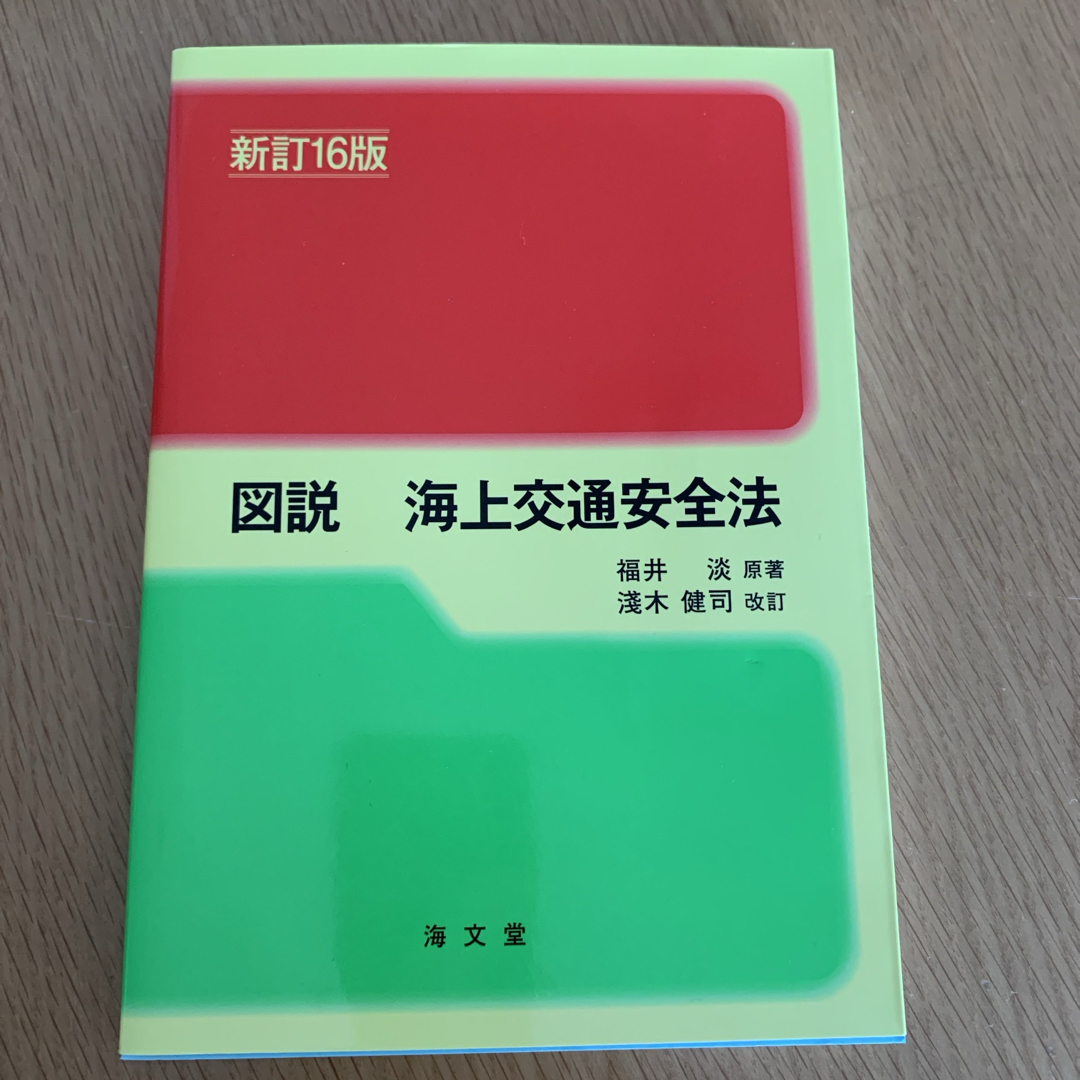 新訂16版
図説　海上交通安全法
福井　淡 原著
淺木 健司 改訂
海文堂